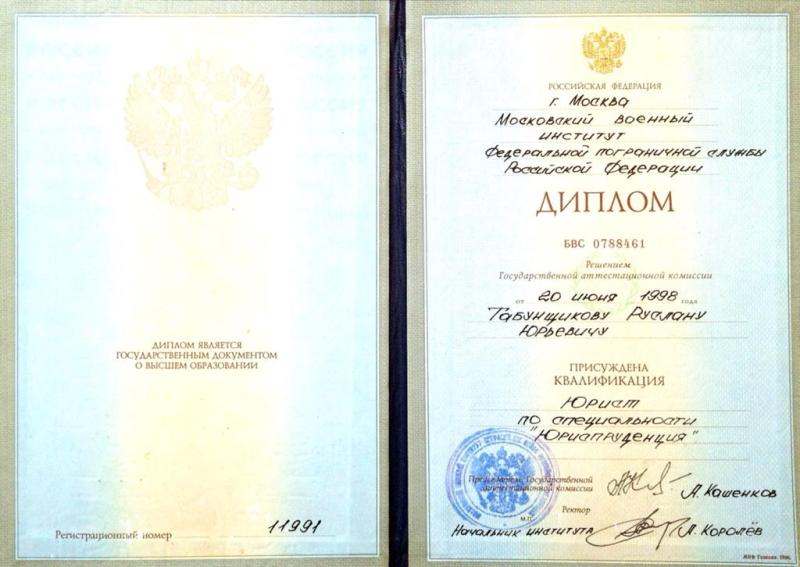 ДИПЛОМ ЯВЛЯЕТСЯ
ГОСУДАРСТВЕННЫМ ДОКУМЕНТОМ
О ВЫСШЕМ ОБРАЗОВАНИИ
Регистрационный номер 11991
РОССИЙСКАЯ ФЕДЕРАЦИЯ
г. Москва
Московский военный
институт
Федеральной пограничной службы
Российской Федерации
ДИПЛОМ
БВС 0788461
Решением
Государственной аттестационной комиссии
от 20 июня 1998 года
Табунщикову Руслану
Юрьевичу
ПРИСУЖДЕНА
КВАЛИФИКАЦИЯ
Юрист
по специальности
"Юриспруденция"
Председатель Государственной
аттестационной комиссии А. Кашенков
Ректор
М.П.
Начальник института А. Королёв